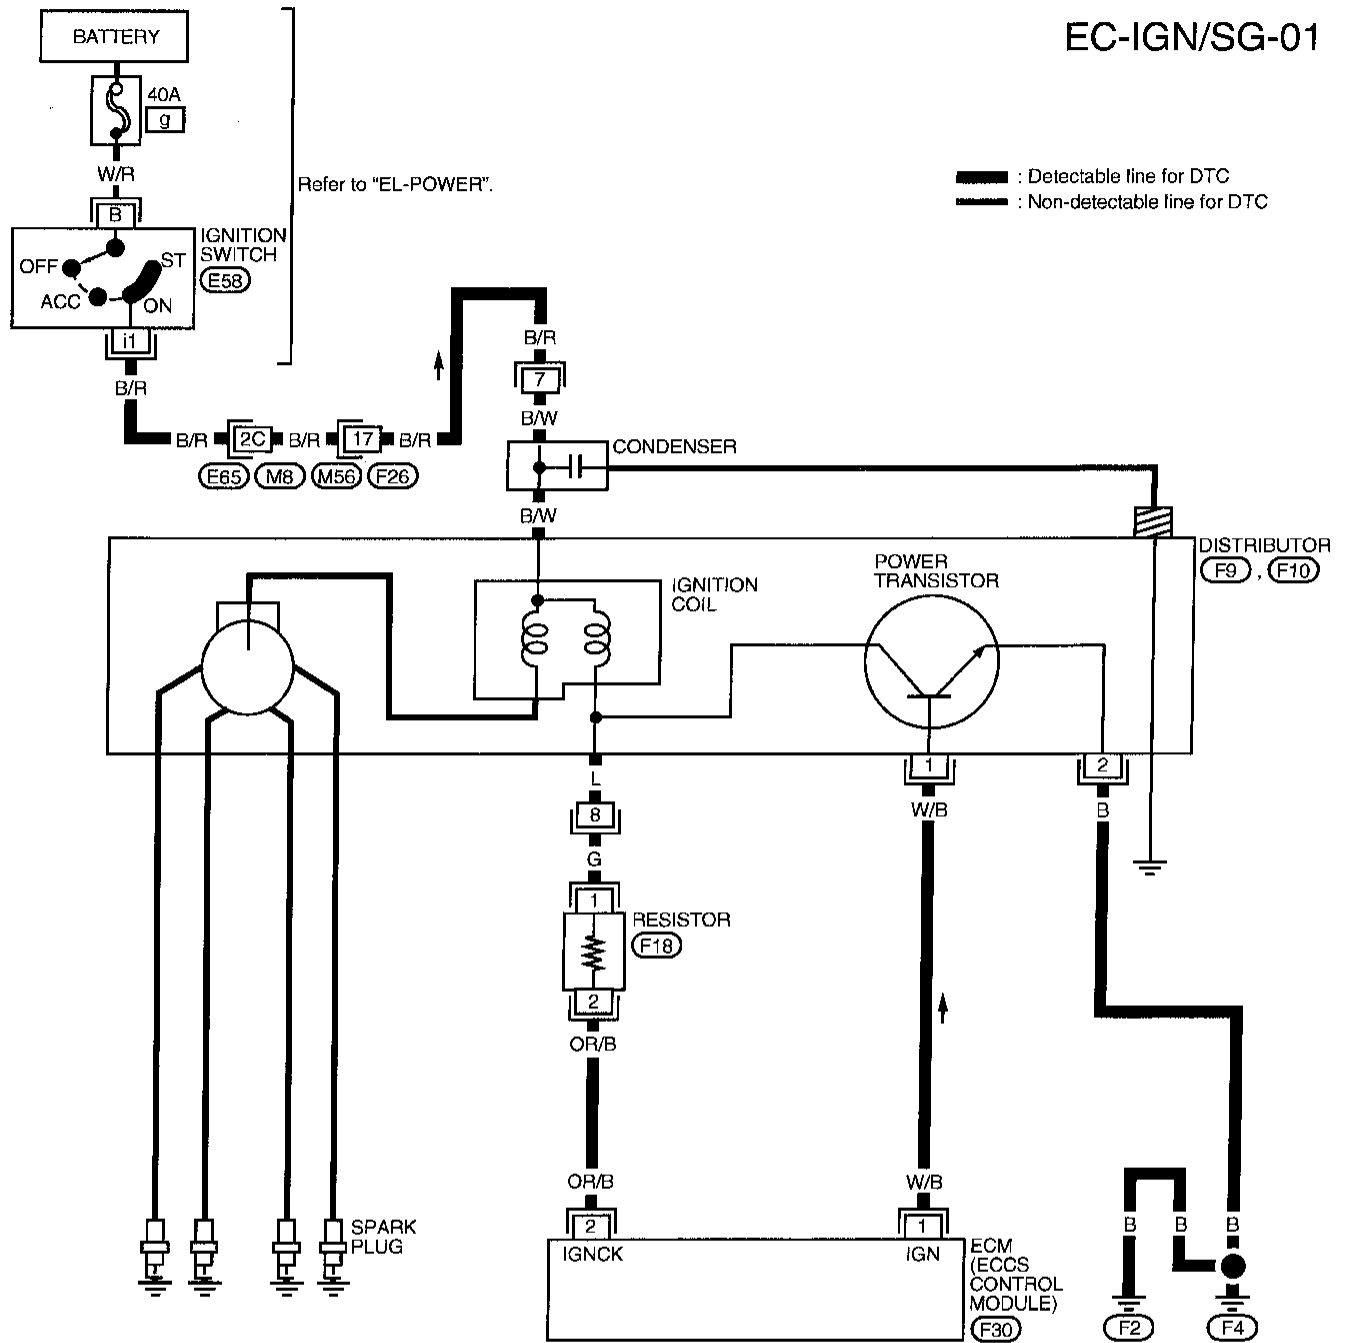 EC-IGN/SG-01
BATTERY
40A
g
W/R
Refer to "EL-POWER".
: Detectable line for DTC
: Non-detectable line for DTC
B
IGNITION
SWITCH
E58
OFF
ST
ACC
ON
i1
B/R
B/R
7
B/W
B/R
2C
B/R
17
B/R
CONDENSER
E65
M8
M56
F26
B/W
DISTRIBUTOR
F9 , F10
POWER
TRANSISTOR
IGNITION
COIL
1
2
L
W/B
B
8
G
1
RESISTOR
F18
2
OR/B
OR/B
W/B
SPARK
PLUG
2
1
IGNCK
IGN
ECM
(ECCS
CONTROL
MODULE)
F30
B
B
B
F2
F4